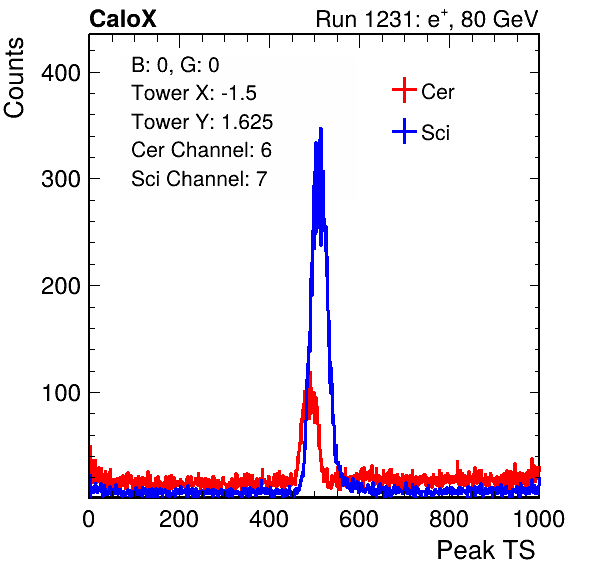 CaloX Run 1231: e⁺, 80 GeV
Counts
B: 0, G: 0
Tower X: -1.5
Tower Y: 1.625
Cer Channel: 6
Sci Channel: 7
Cer
Sci
400
300
200
100
0 200 400 600 800 1000
Peak TS